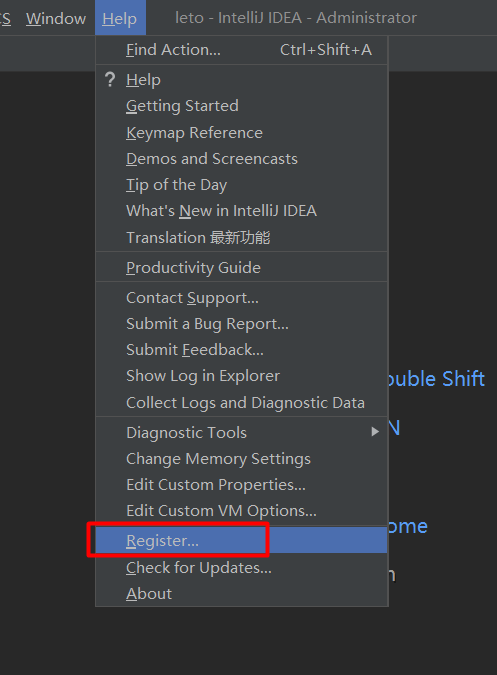 CS Window Help leto - IntelliJ IDEA - Administrator
Find Action... Ctrl+Shift+A
? Help
Getting Started
Keymap Reference
Demos and Screencasts
Tip of the Day
What's New in IntelliJ IDEA
Translation 最新功能
Productivity Guide
Contact Support...
Submit a Bug Report...
Submit Feedback...
Show Log in Explorer
ouble Shift
Collect Logs and Diagnostic Data
N
Diagnostic Tools
Change Memory Settings
Edit Custom Properties...
Edit Custom VM Options...
ome
Register...
Check for Updates...
n
About